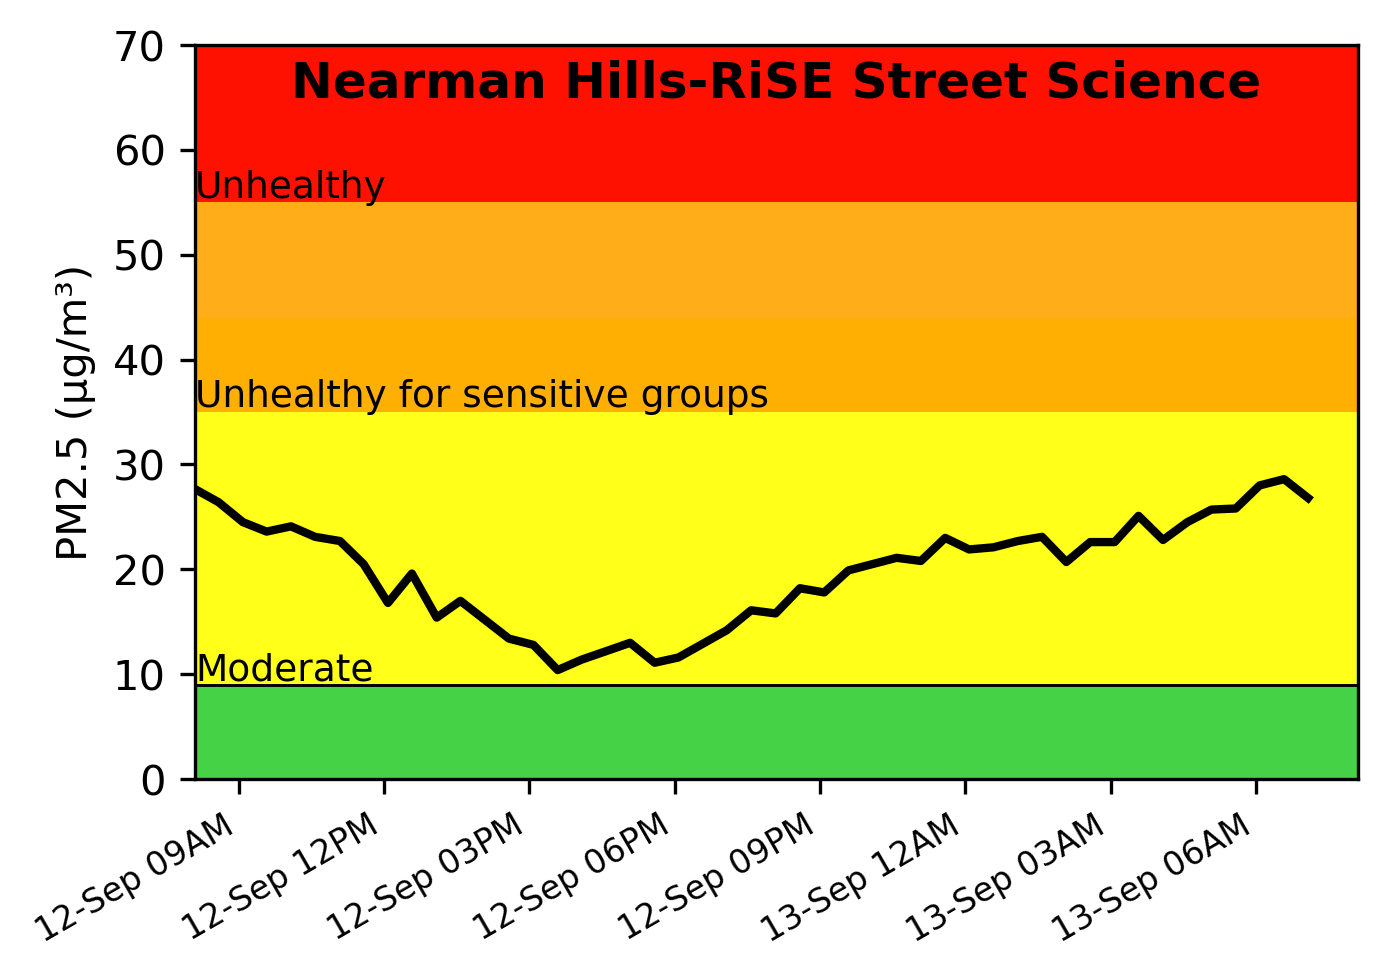 70
Nearman Hills-RiSE Street Science
60
Unhealthy
50
40
Unhealthy for sensitive groups
30
20
10
Moderate
0
PM2.5 (µg/m³)
12-Sep 09AM
12-Sep 12PM
12-Sep 03PM
12-Sep 06PM
12-Sep 09PM
13-Sep 12AM
13-Sep 03AM
13-Sep 06AM